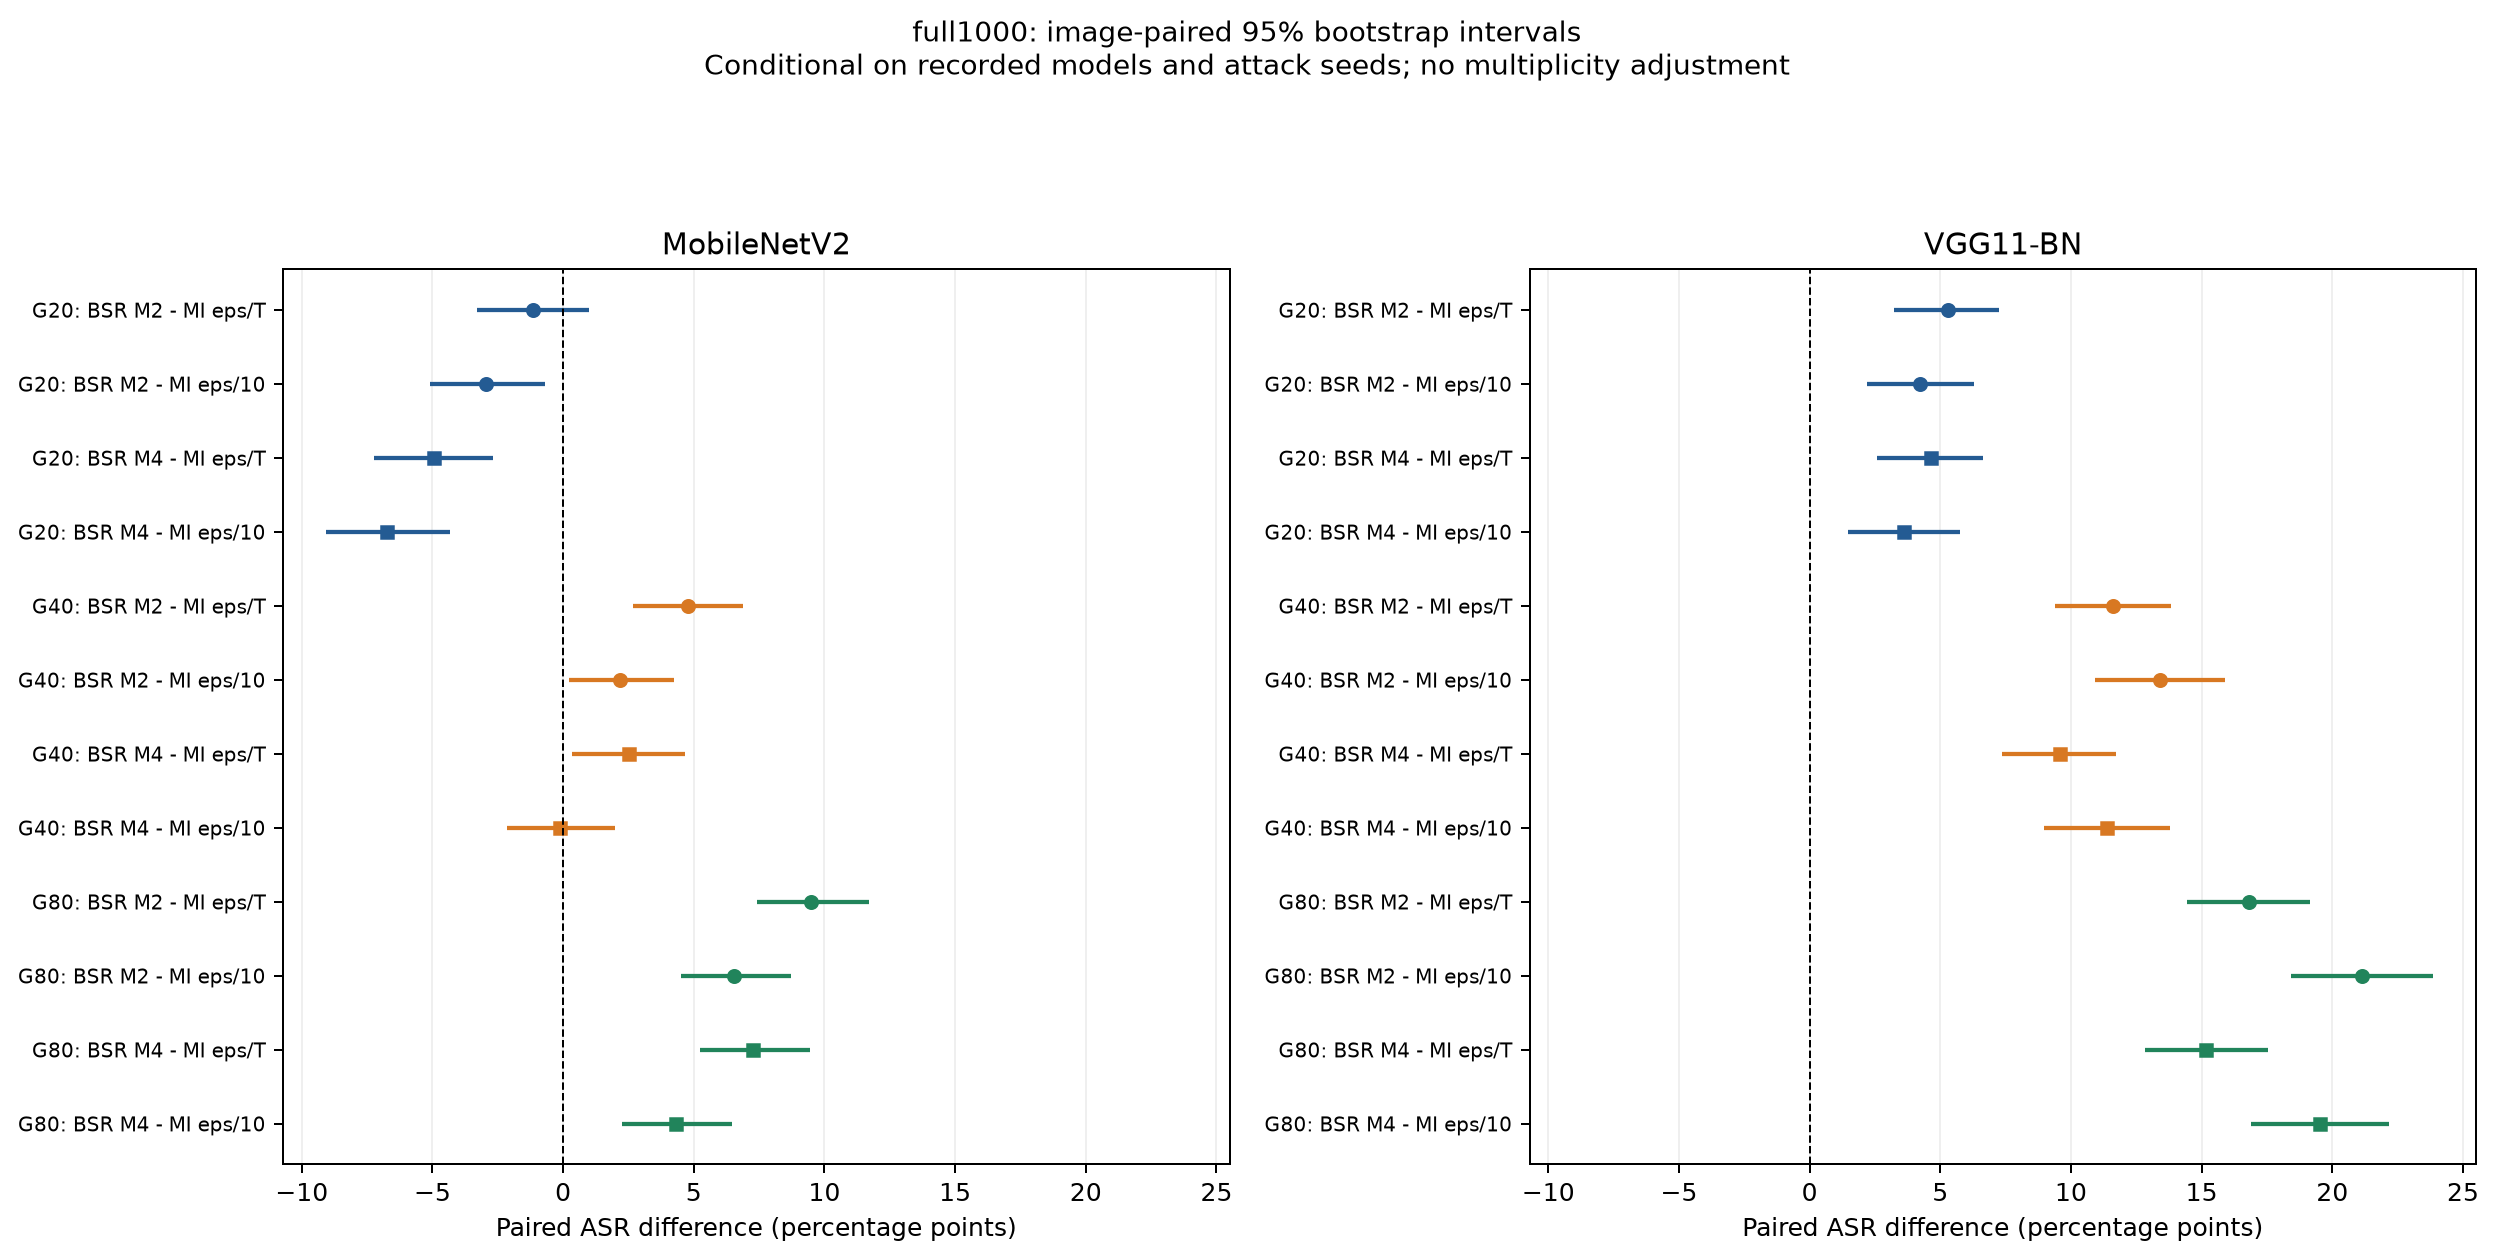 full1000: image-paired 95% bootstrap intervals
Conditional on recorded models and attack seeds; no multiplicity adjustment
MobileNetV2
G20: BSR M2 - MI eps/T
G20: BSR M2 - MI eps/10
G20: BSR M4 - MI eps/T
G20: BSR M4 - MI eps/10
G40: BSR M2 - MI eps/T
G40: BSR M2 - MI eps/10
G40: BSR M4 - MI eps/T
G40: BSR M4 - MI eps/10
G80: BSR M2 - MI eps/T
G80: BSR M2 - MI eps/10
G80: BSR M4 - MI eps/T
G80: BSR M4 - MI eps/10
−10 −5 0 5 10 15 20 25
Paired ASR difference (percentage points)
VGG11-BN
G20: BSR M2 - MI eps/T
G20: BSR M2 - MI eps/10
G20: BSR M4 - MI eps/T
G20: BSR M4 - MI eps/10
G40: BSR M2 - MI eps/T
G40: BSR M2 - MI eps/10
G40: BSR M4 - MI eps/T
G40: BSR M4 - MI eps/10
G80: BSR M2 - MI eps/T
G80: BSR M2 - MI eps/10
G80: BSR M4 - MI eps/T
G80: BSR M4 - MI eps/10
−10 −5 0 5 10 15 20 25
Paired ASR difference (percentage points)